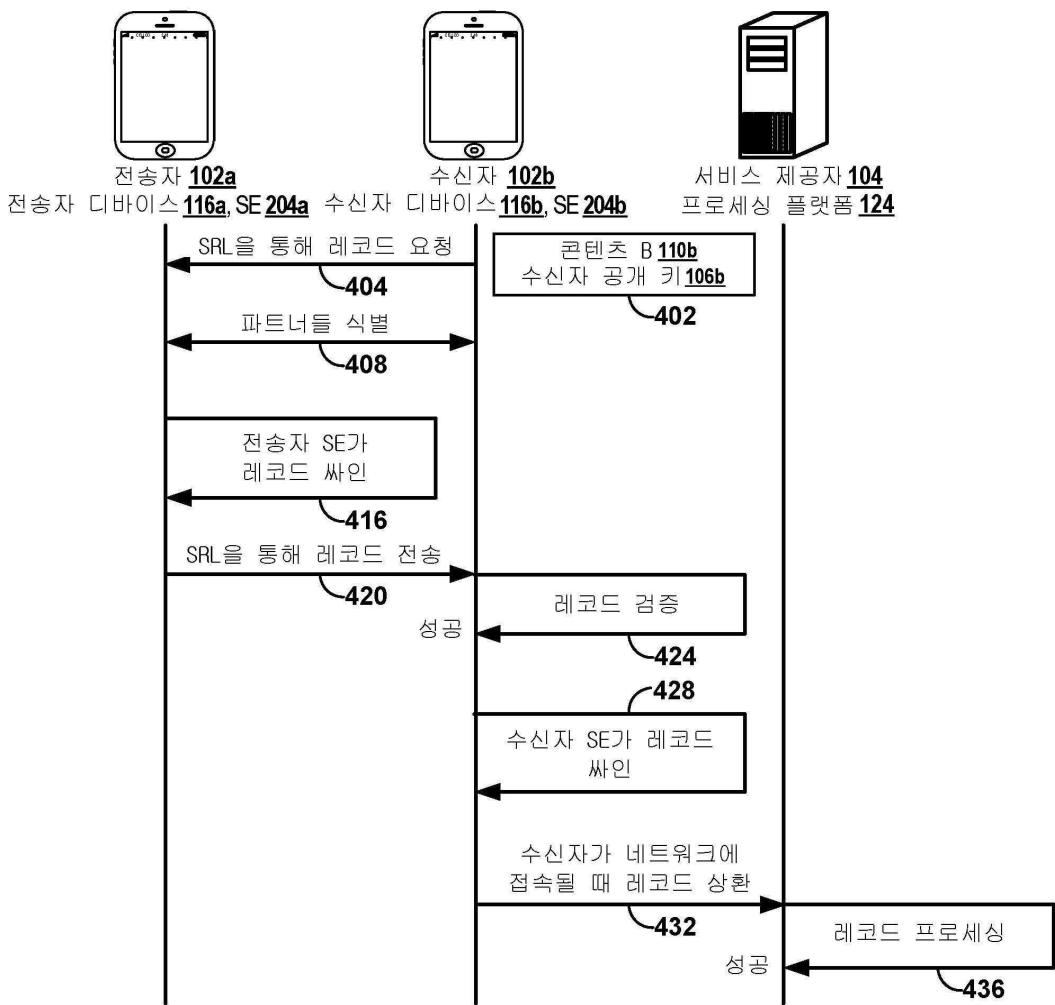 전송자 102a
전송자 디바이스 116a, SE 204a
수신자 102b
수신자 디바이스 116b, SE 204b
서비스 제공자 104
프로세싱 플랫폼 124
SRL을 통해 레코드 요청
404
콘텐츠 B 110b
수신자 공개 키 106b
402
파트너들 식별
408
전송자 SE가
레코드 싸인
416
SRL을 통해 레코드 전송
420
레코드 검증
성공
424
428
수신자 SE가 레코드
싸인
수신자가 네트워크에
접속될 때 레코드 상환
432
레코드 프로세싱
성공
436